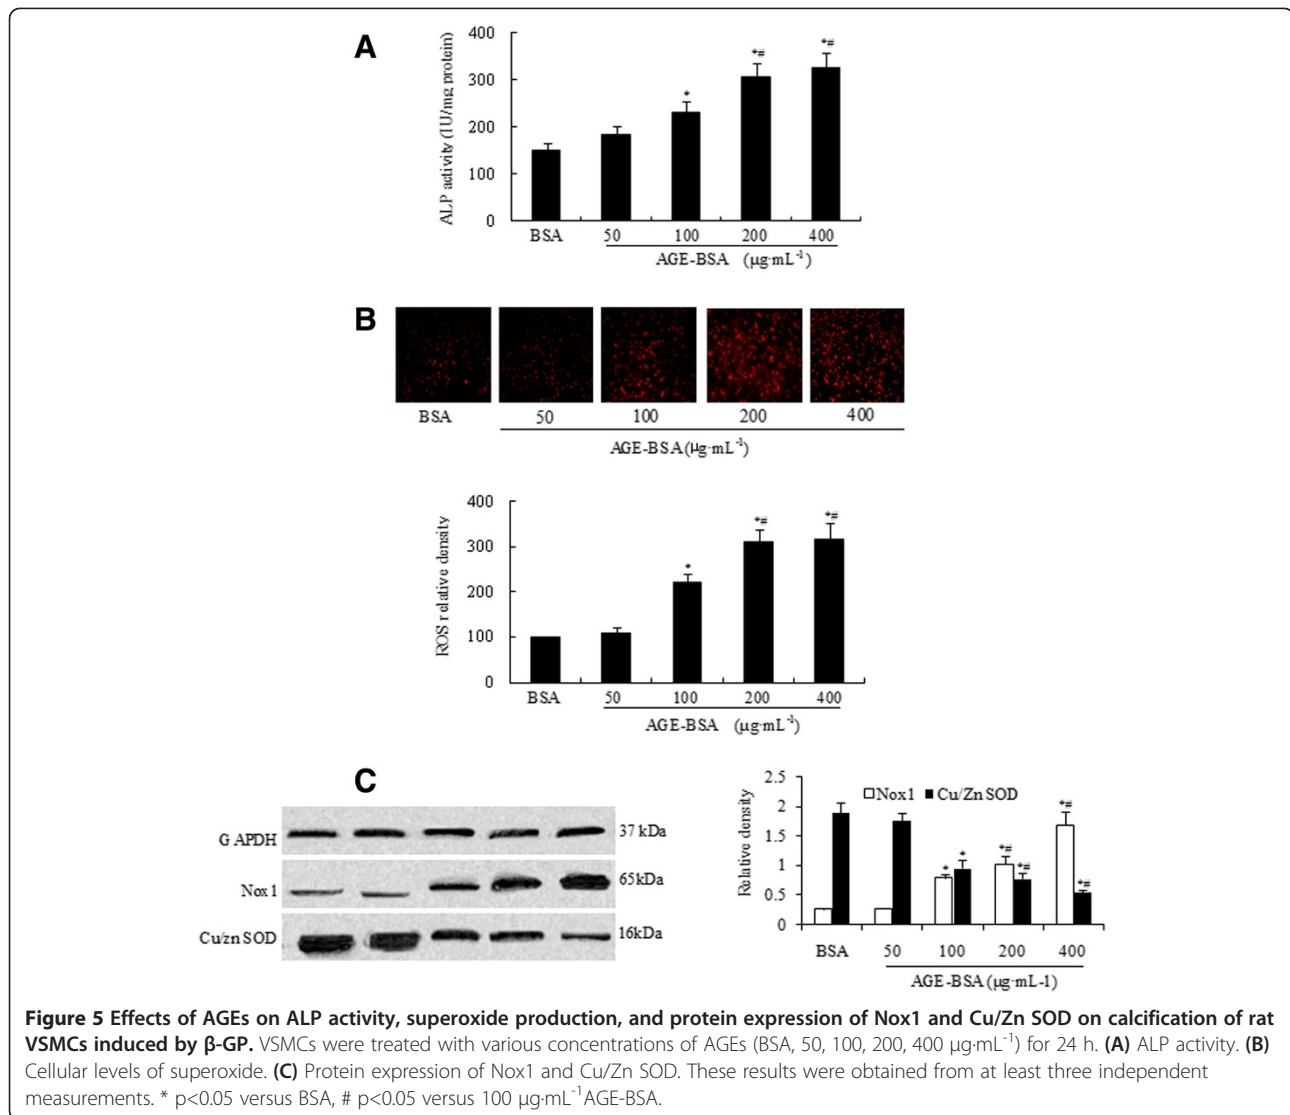 A
ALP activity (IU/mg protein)
400
300
200
100
0
*
*#
*#
BSA 50 100 200 400
AGE-BSA (μg·mL⁻¹)
B
BSA 50 100 200 400
AGE-BSA(μg·mL⁻¹)
ROS relative density
400
300
200
100
0
*
*#
*#
BSA 50 100 200 400
AGE-BSA (μg·mL⁻¹)
C
GAPDH 37 kDa
Nox1 65kDa
Cu/zn SOD 16kDa
Relative density
2.5
2
1.5
1
0.5
0
Nox1 Cu/Zn SOD
* *
*# *#
*# *#
BSA 50 100 200 400
AGE-BSA (μg·mL-1)
Figure 5 Effects of AGEs on ALP activity, superoxide production, and protein expression of Nox1 and Cu/Zn SOD on calcification of rat
VSMCs induced by β-GP. VSMCs were treated with various concentrations of AGEs (BSA, 50, 100, 200, 400 μg·mL⁻¹) for 24 h. (A) ALP activity. (B)
Cellular levels of superoxide. (C) Protein expression of Nox1 and Cu/Zn SOD. These results were obtained from at least three independent
measurements. * p<0.05 versus BSA, # p<0.05 versus 100 μg·mL⁻¹AGE-BSA.